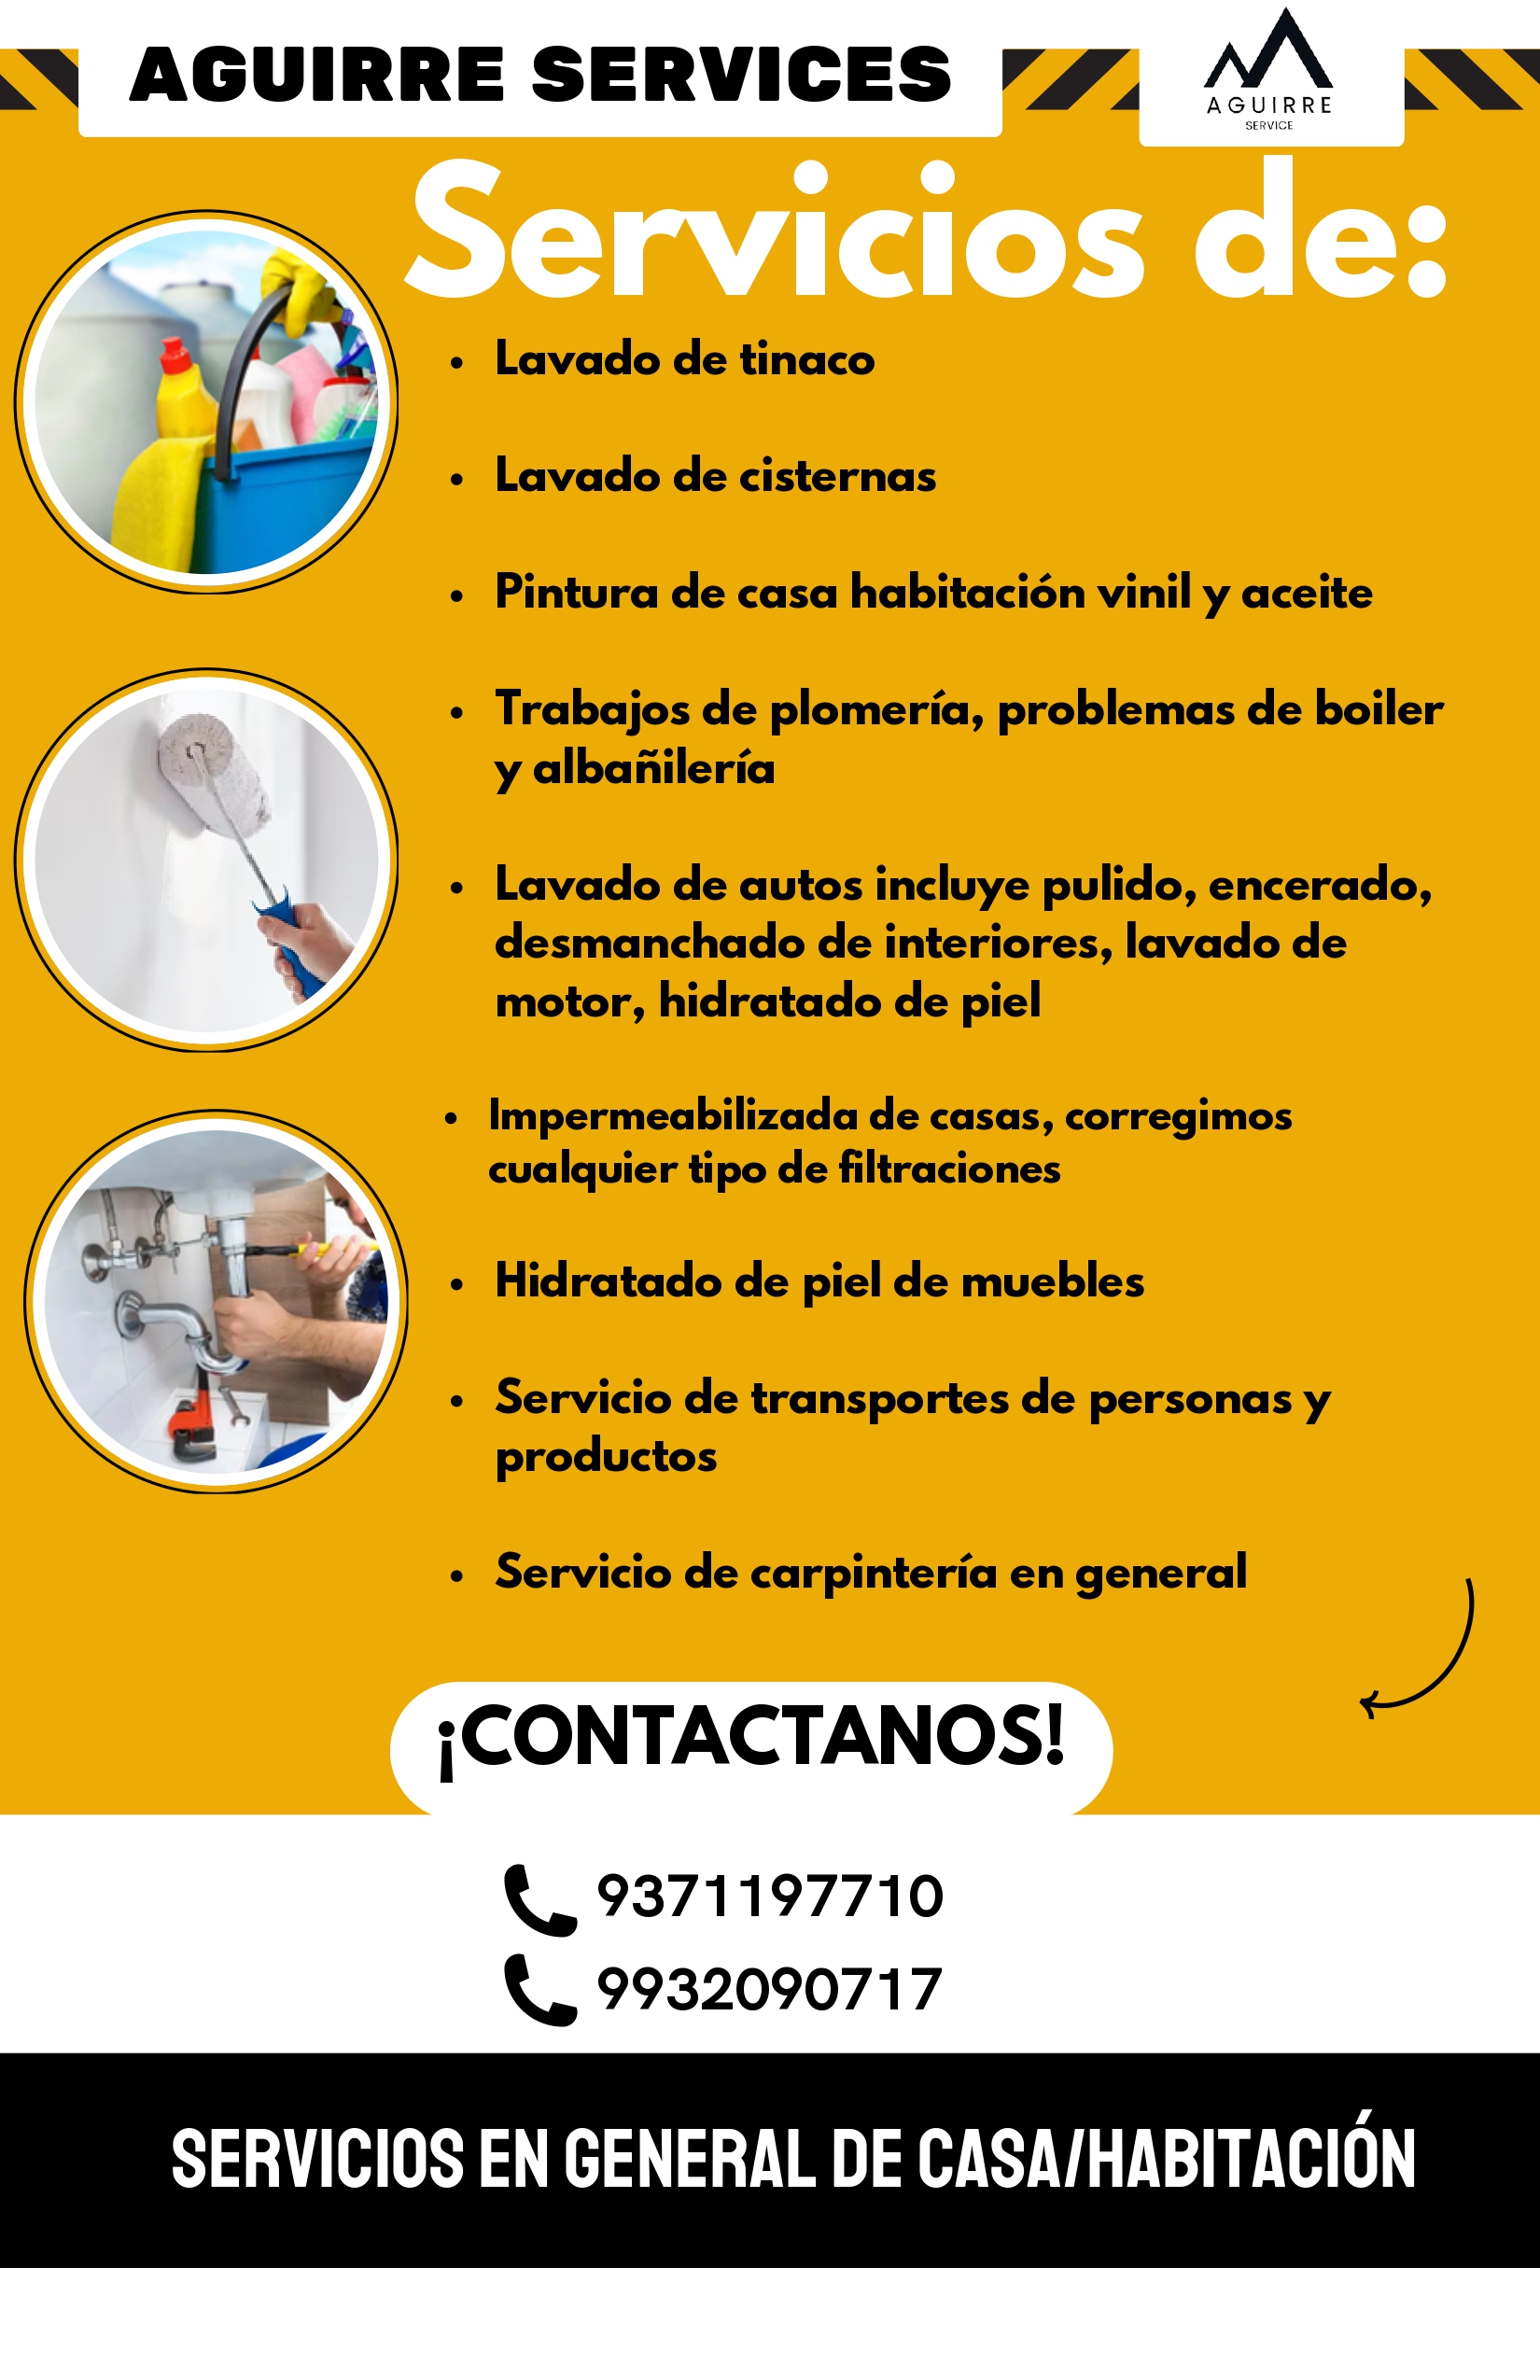 AGUIRRE SERVICES
AGUIRRE
SERVICE
Servicios de:
• Lavado de tinaco
• Lavado de cisternas
• Pintura de casa habitación vinil y aceite
• Trabajos de plomería, problemas de boiler
y albañilería
• Lavado de autos incluye pulido, encerado,
desmanchado de interiores, lavado de
motor, hidratado de piel
• Impermeabilizada de casas, corregimos
cualquier tipo de filtraciones
• Hidratado de piel de muebles
• Servicio de transportes de personas y
productos
• Servicio de carpintería en general
¡CONTACTANOS!
9371197710
9932090717
SERVICIOS EN GENERAL DE CASA/HABITACIÓN